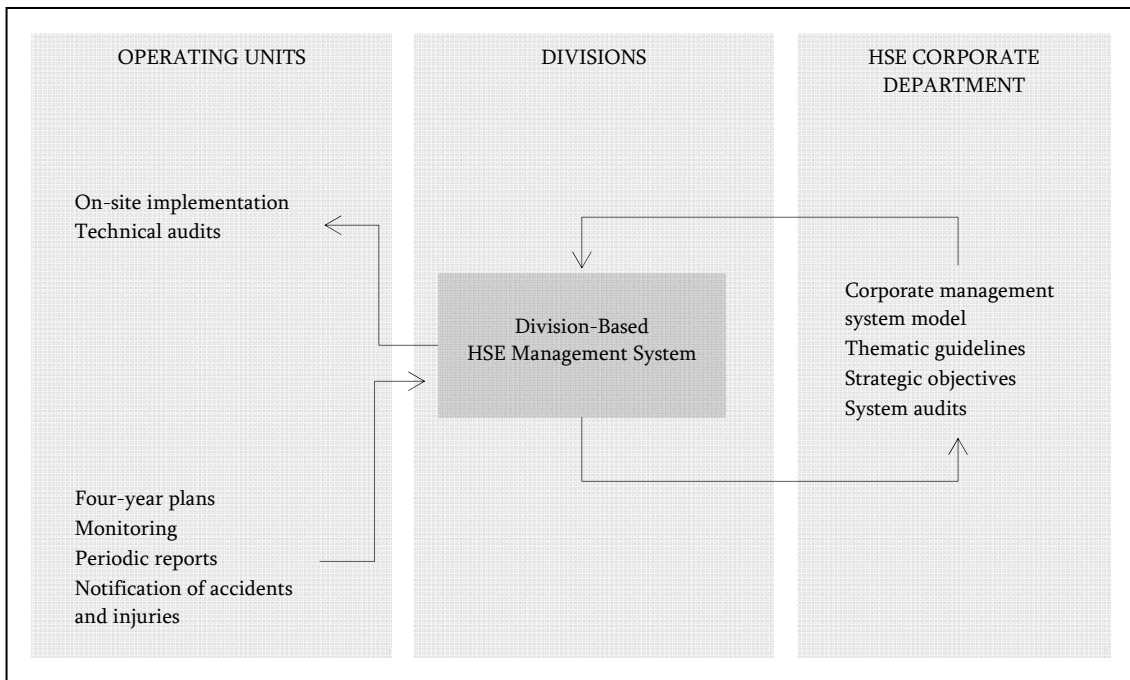 OPERATING UNITS
On-site implementation
Technical audits
Four-year plans
Monitoring
Periodic reports
Notification of accidents
and injuries
DIVISIONS
Division-Based
HSE Management System
HSE CORPORATE
DEPARTMENT
Corporate management
system model
Thematic guidelines
Strategic objectives
System audits